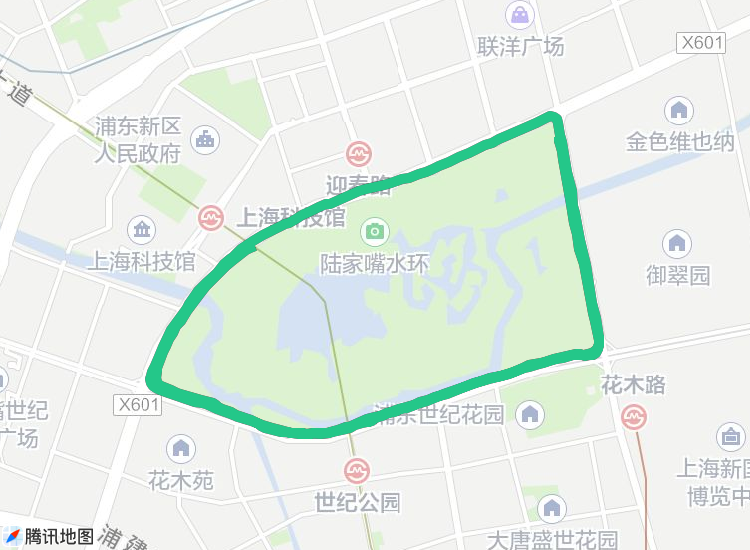 联洋广场
X601
大道
浦东新区
人民政府
金色维也纳
迎春路
上海科技馆
上海科技馆
陆家嘴水环
御翠园
花木路
X601
浦东世纪花园
世纪
广场
花木苑
上海新国
博览中
世纪公园
大唐盛世花园
浦建
腾讯地图